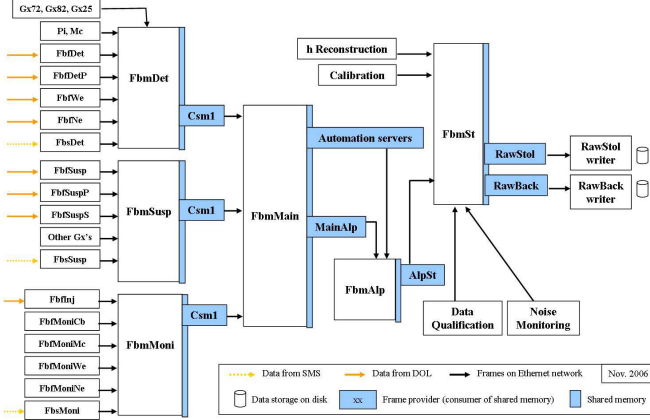 Gx72, Gx82, Gx25
Pi, Mc
FbfDet
FbfDetP
FbfWe
FbfNe
FbsDet
FbmDet
Csm1
FbfSusp
FbfSuspP
FbfSuspS
Other Gx's
FbsSusp
FbmSusp
Csm1
FbfInj
FbfMoniCb
FbfMoniMc
FbfMoniWe
FbfMoniNe
FbsMoni
FbmMoni
Csm1
FbmMain
Automation servers
MainAlp
FbmAlp
AlpSt
h Reconstruction
Calibration
FbmSt
RawStol
RawBack
RawStol
writer
RawBack
writer
Data
Qualification
Noise
Monitoring
Data from SMS
Data from DOL
Frames on Ethernet network
Nov. 2006
Data storage on disk
xx
Frame provider (consumer of shared memory)
Shared memory